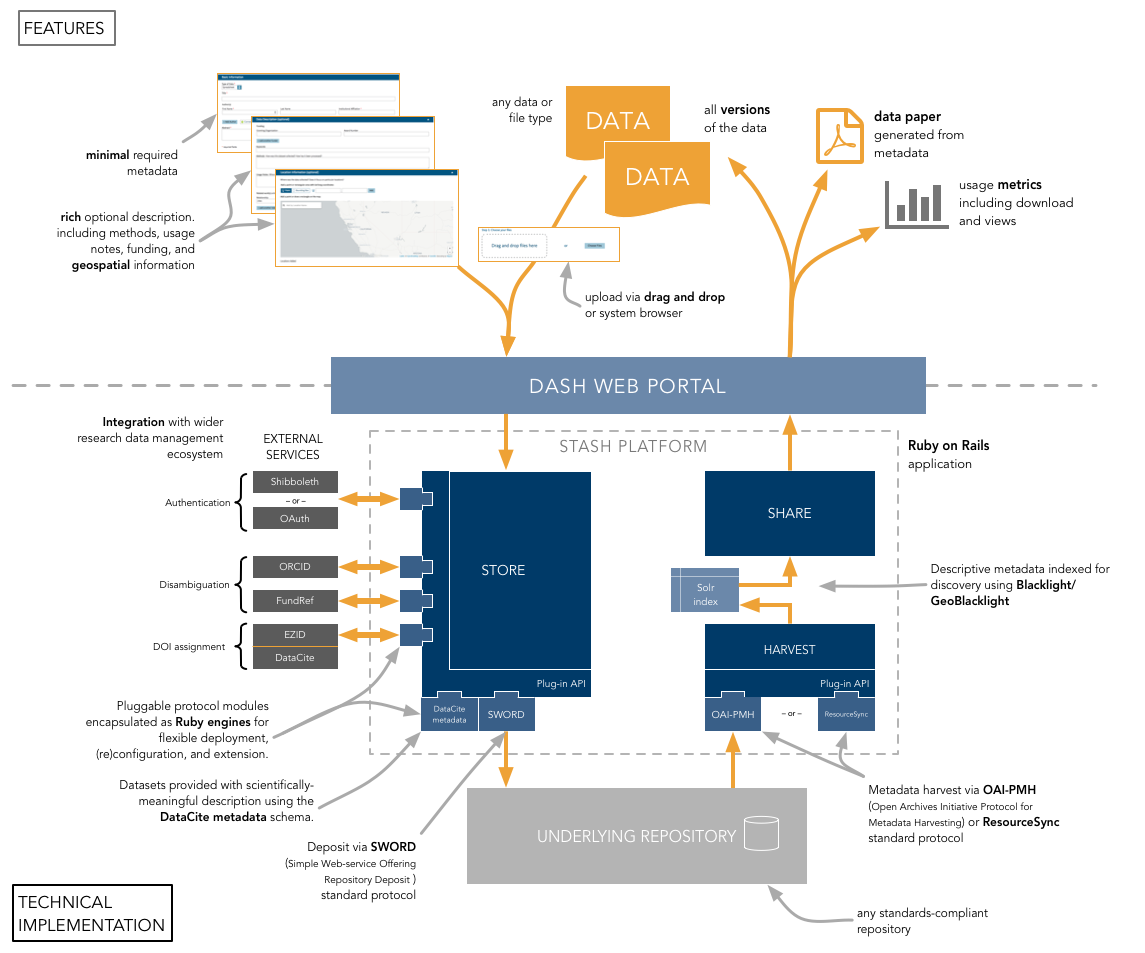 FEATURES
minimal required
metadata
rich optional description.
including methods, usage
notes, funding, and
geospatial information
any data or
file type
DATA
DATA
Drag and drop files here
or
upload via drag and drop
or system browser
all versions
of the data
data paper
generated from
metadata
usage metrics
including download
and views
DASH WEB PORTAL
Integration with wider
research data management
ecosystem
EXTERNAL
SERVICES
Authentication
Shibboleth
– or –
OAuth
Disambiguation
ORCID
FundRef
DOI assignment
EZID
DataCite
STASH PLATFORM
Ruby on Rails
application
STORE
Plug-in API
DataCite
metadata
SWORD
SHARE
Solr
index
HARVEST
Plug-in API
OAI-PMH
– or –
ResourceSync
Descriptive metadata indexed for
discovery using Blacklight/
GeoBlacklight
Pluggable protocol modules
encapsulated as Ruby engines for
flexible deployment,
(re)configuration, and extension.
Datasets provided with scientifically-
meaningful description using the
DataCite metadata schema.
Deposit via SWORD
(Simple Web-service Offering
Repository Deposit )
standard protocol
UNDERLYING REPOSITORY
Metadata harvest via OAI-PMH
(Open Archives Initiative Protocol for
Metadata Harvesting) or ResourceSync
standard protocol
any standards-compliant
repository
TECHNICAL
IMPLEMENTATION